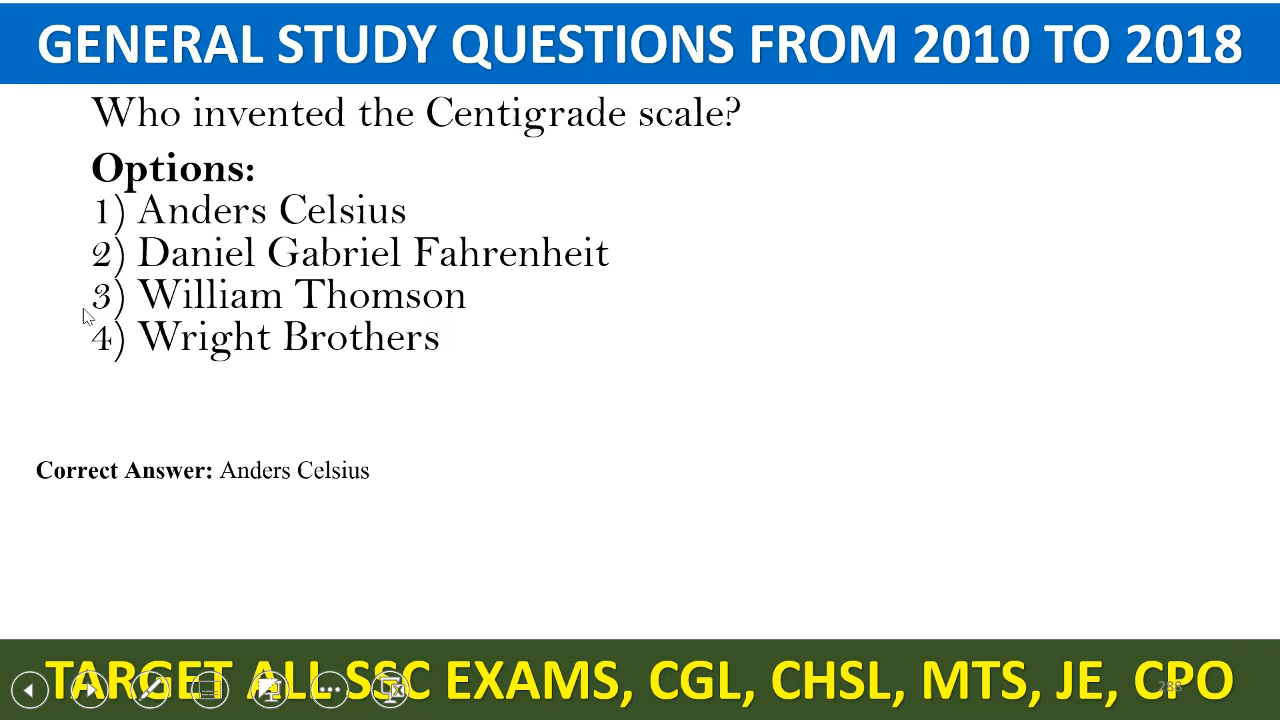 GENERAL STUDY QUESTIONS FROM 2010 TO 2018
Who invented the Centigrade scale?
Options:
1) Anders Celsius
2) Daniel Gabriel Fahrenheit
3) William Thomson
4) Wright Brothers
Correct Answer: Anders Celsius
TARGET ALL SSC EXAMS, CGL, CHSL, MTS, JE, CPO